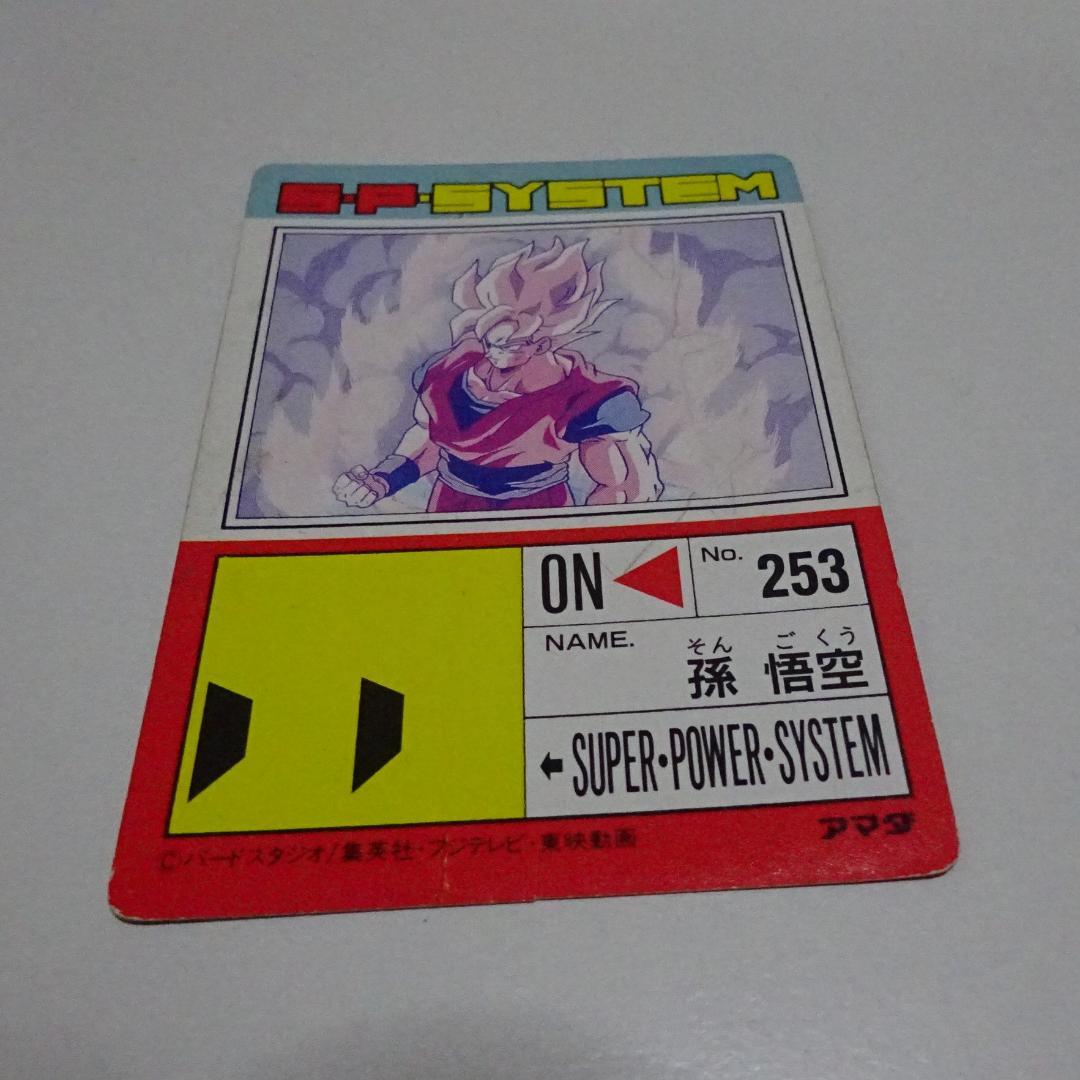 S·P·SYSTEM
ON
No. 253
NAME.
そん ごくう
孫 悟空
SUPER·POWER·SYSTEM
アマダ
Ⓒバードスタジオ/集英社・フジテレビ・東映動画